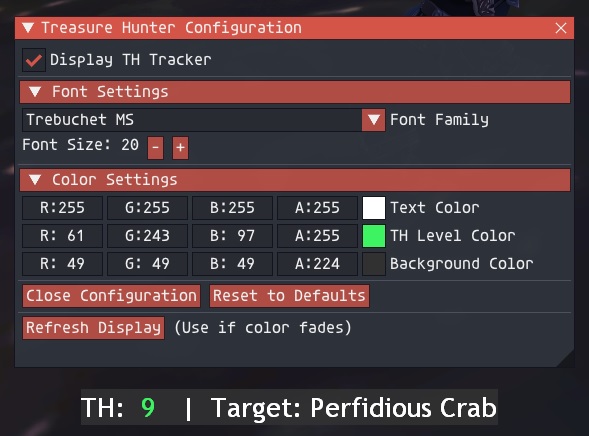 Treasure Hunter Configuration
Display TH Tracker
Font Settings
Trebuchet MS Font Family
Font Size: 20 - +
Color Settings
R:255 G:255 B:255 A:255 Text Color
R: 61 G:243 B: 97 A:255 TH Level Color
R: 49 G: 49 B: 49 A:224 Background Color
Close Configuration Reset to Defaults
Refresh Display (Use if color fades)
TH: 9 | Target: Perfidious Crab